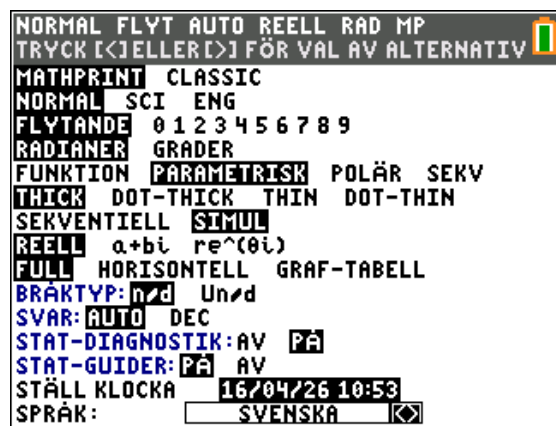 NORMAL FLYT AUTO REELL RAD MP
TRYCK [<]ELLER[>] FÖR VAL AV ALTERNATIV
MATHPRINT CLASSIC
NORMAL SCI ENG
FLYTANDE 0 1 2 3 4 5 6 7 8 9
RADIANER GRADER
FUNKTION PARAMETRISK POLÄR SEKV
THICK DOT-THICK THIN DOT-THIN
SEKVENTIELL SIMUL
REELL a+bi re^(θi)
FULL HORISONTELL GRAF-TABELL
BRÅKTYP: n/d Un/d
SVAR: AUTO DEC
STAT-DIAGNOSTIK: AV PÅ
STAT-GUIDER: PÅ AV
STÄLL KLOCKA 16/04/26 10:53
SPRÅK: SVENSKA <>